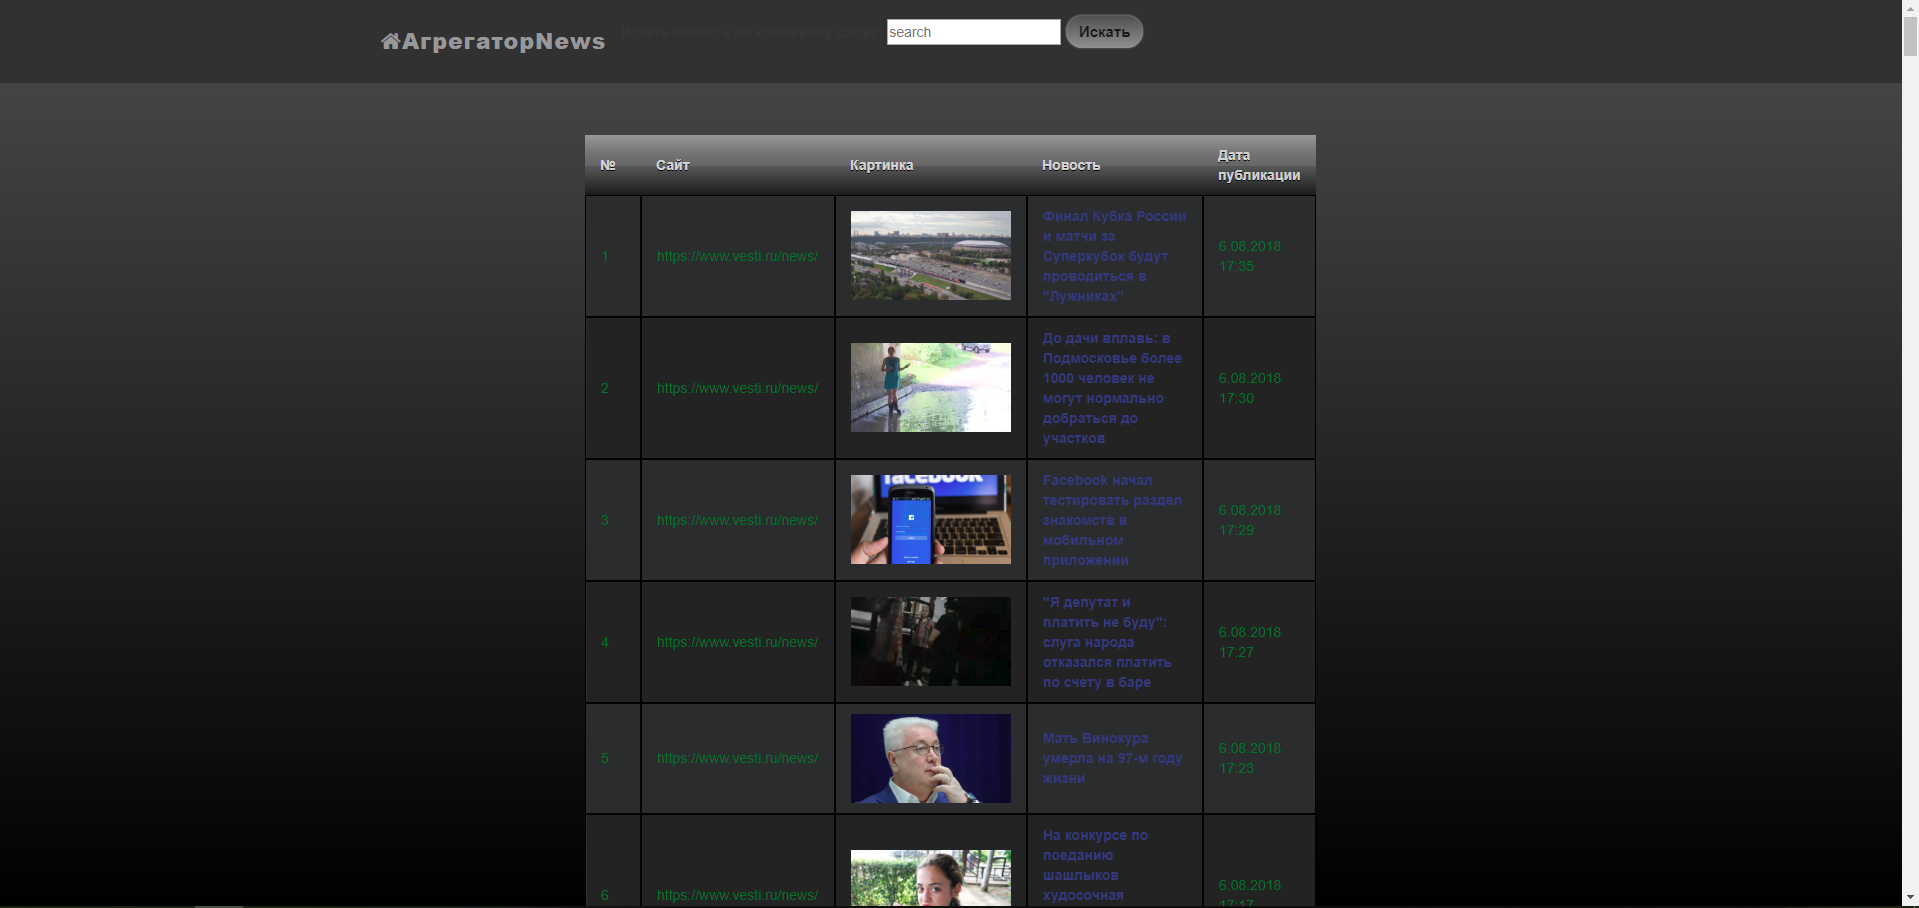 АгрегаторNews
Искать новость по ключевому слову:
search
Искать
№
Сайт
Картинка
Новость
Дата
публикации
1
https://www.vesti.ru/news/
Финал Кубка России
и матчи за
Суперкубок будут
проводиться в
"Лужниках"
6.08.2018
17:35
2
https://www.vesti.ru/news/
До дачи вплавь: в
Подмосковье более
1000 человек не
могут нормально
добраться до
участков
6.08.2018
17:30
3
https://www.vesti.ru/news/
facebook
Facebook начал
тестировать раздел
знакомств в
мобильном
приложении
6.08.2018
17:29
4
https://www.vesti.ru/news/
"Я депутат и
платить не буду":
слуга народа
отказался платить
по счету в баре
6.08.2018
17:27
5
https://www.vesti.ru/news/
Мать Винокура
умерла на 97-м году
жизни
6.08.2018
17:23
6
https://www.vesti.ru/news/
На конкурсе по
поеданию
шашлыков
худосочная
6.08.2018
17:17